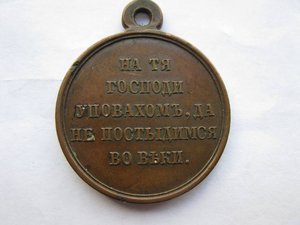 НА ТЯ
ГОСПОДИ
УПОВАХОМЪ, ДА
НЕ ПОСТЫДИМСЯ
ВО ВѢКИ.